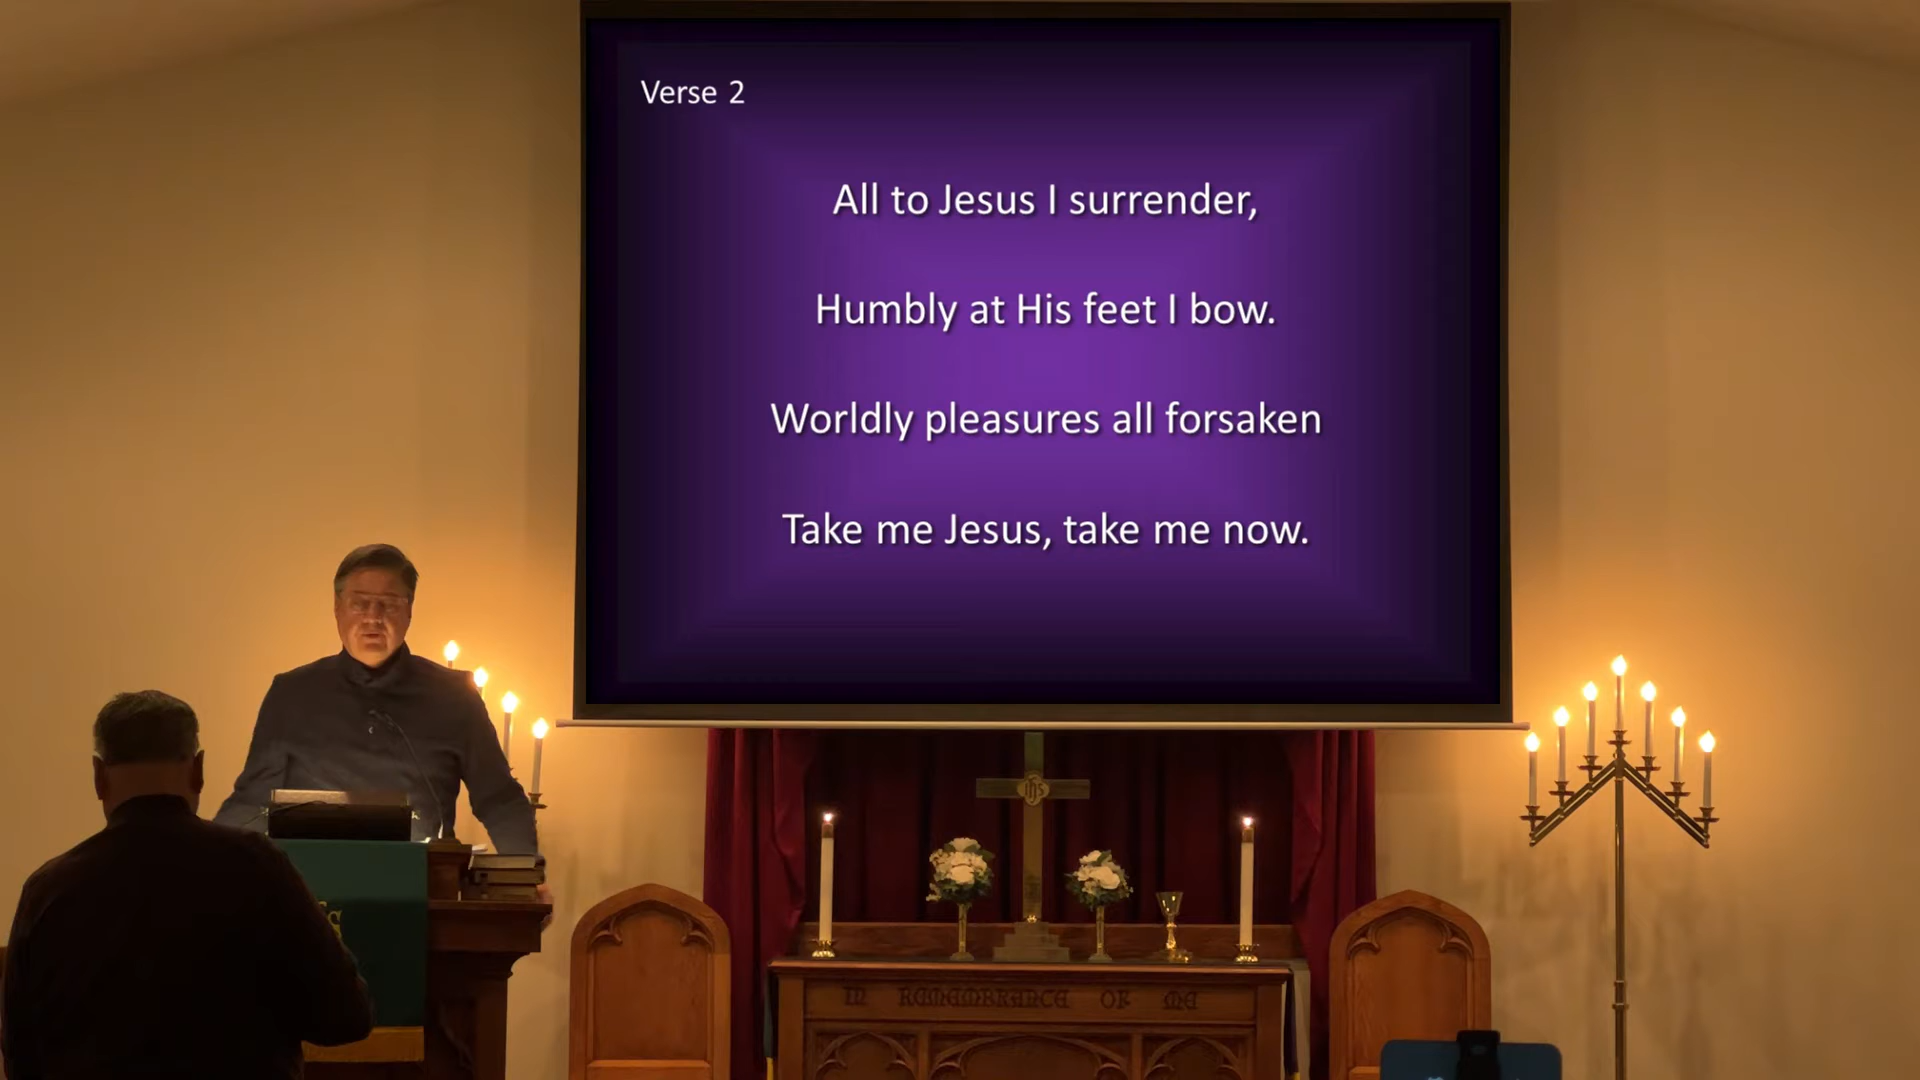 Verse 2
All to Jesus I surrender,
Humbly at His feet I bow.
Worldly pleasures all forsaken
Take me Jesus, take me now.
IHS
IN REMEMBRANCE OF ME